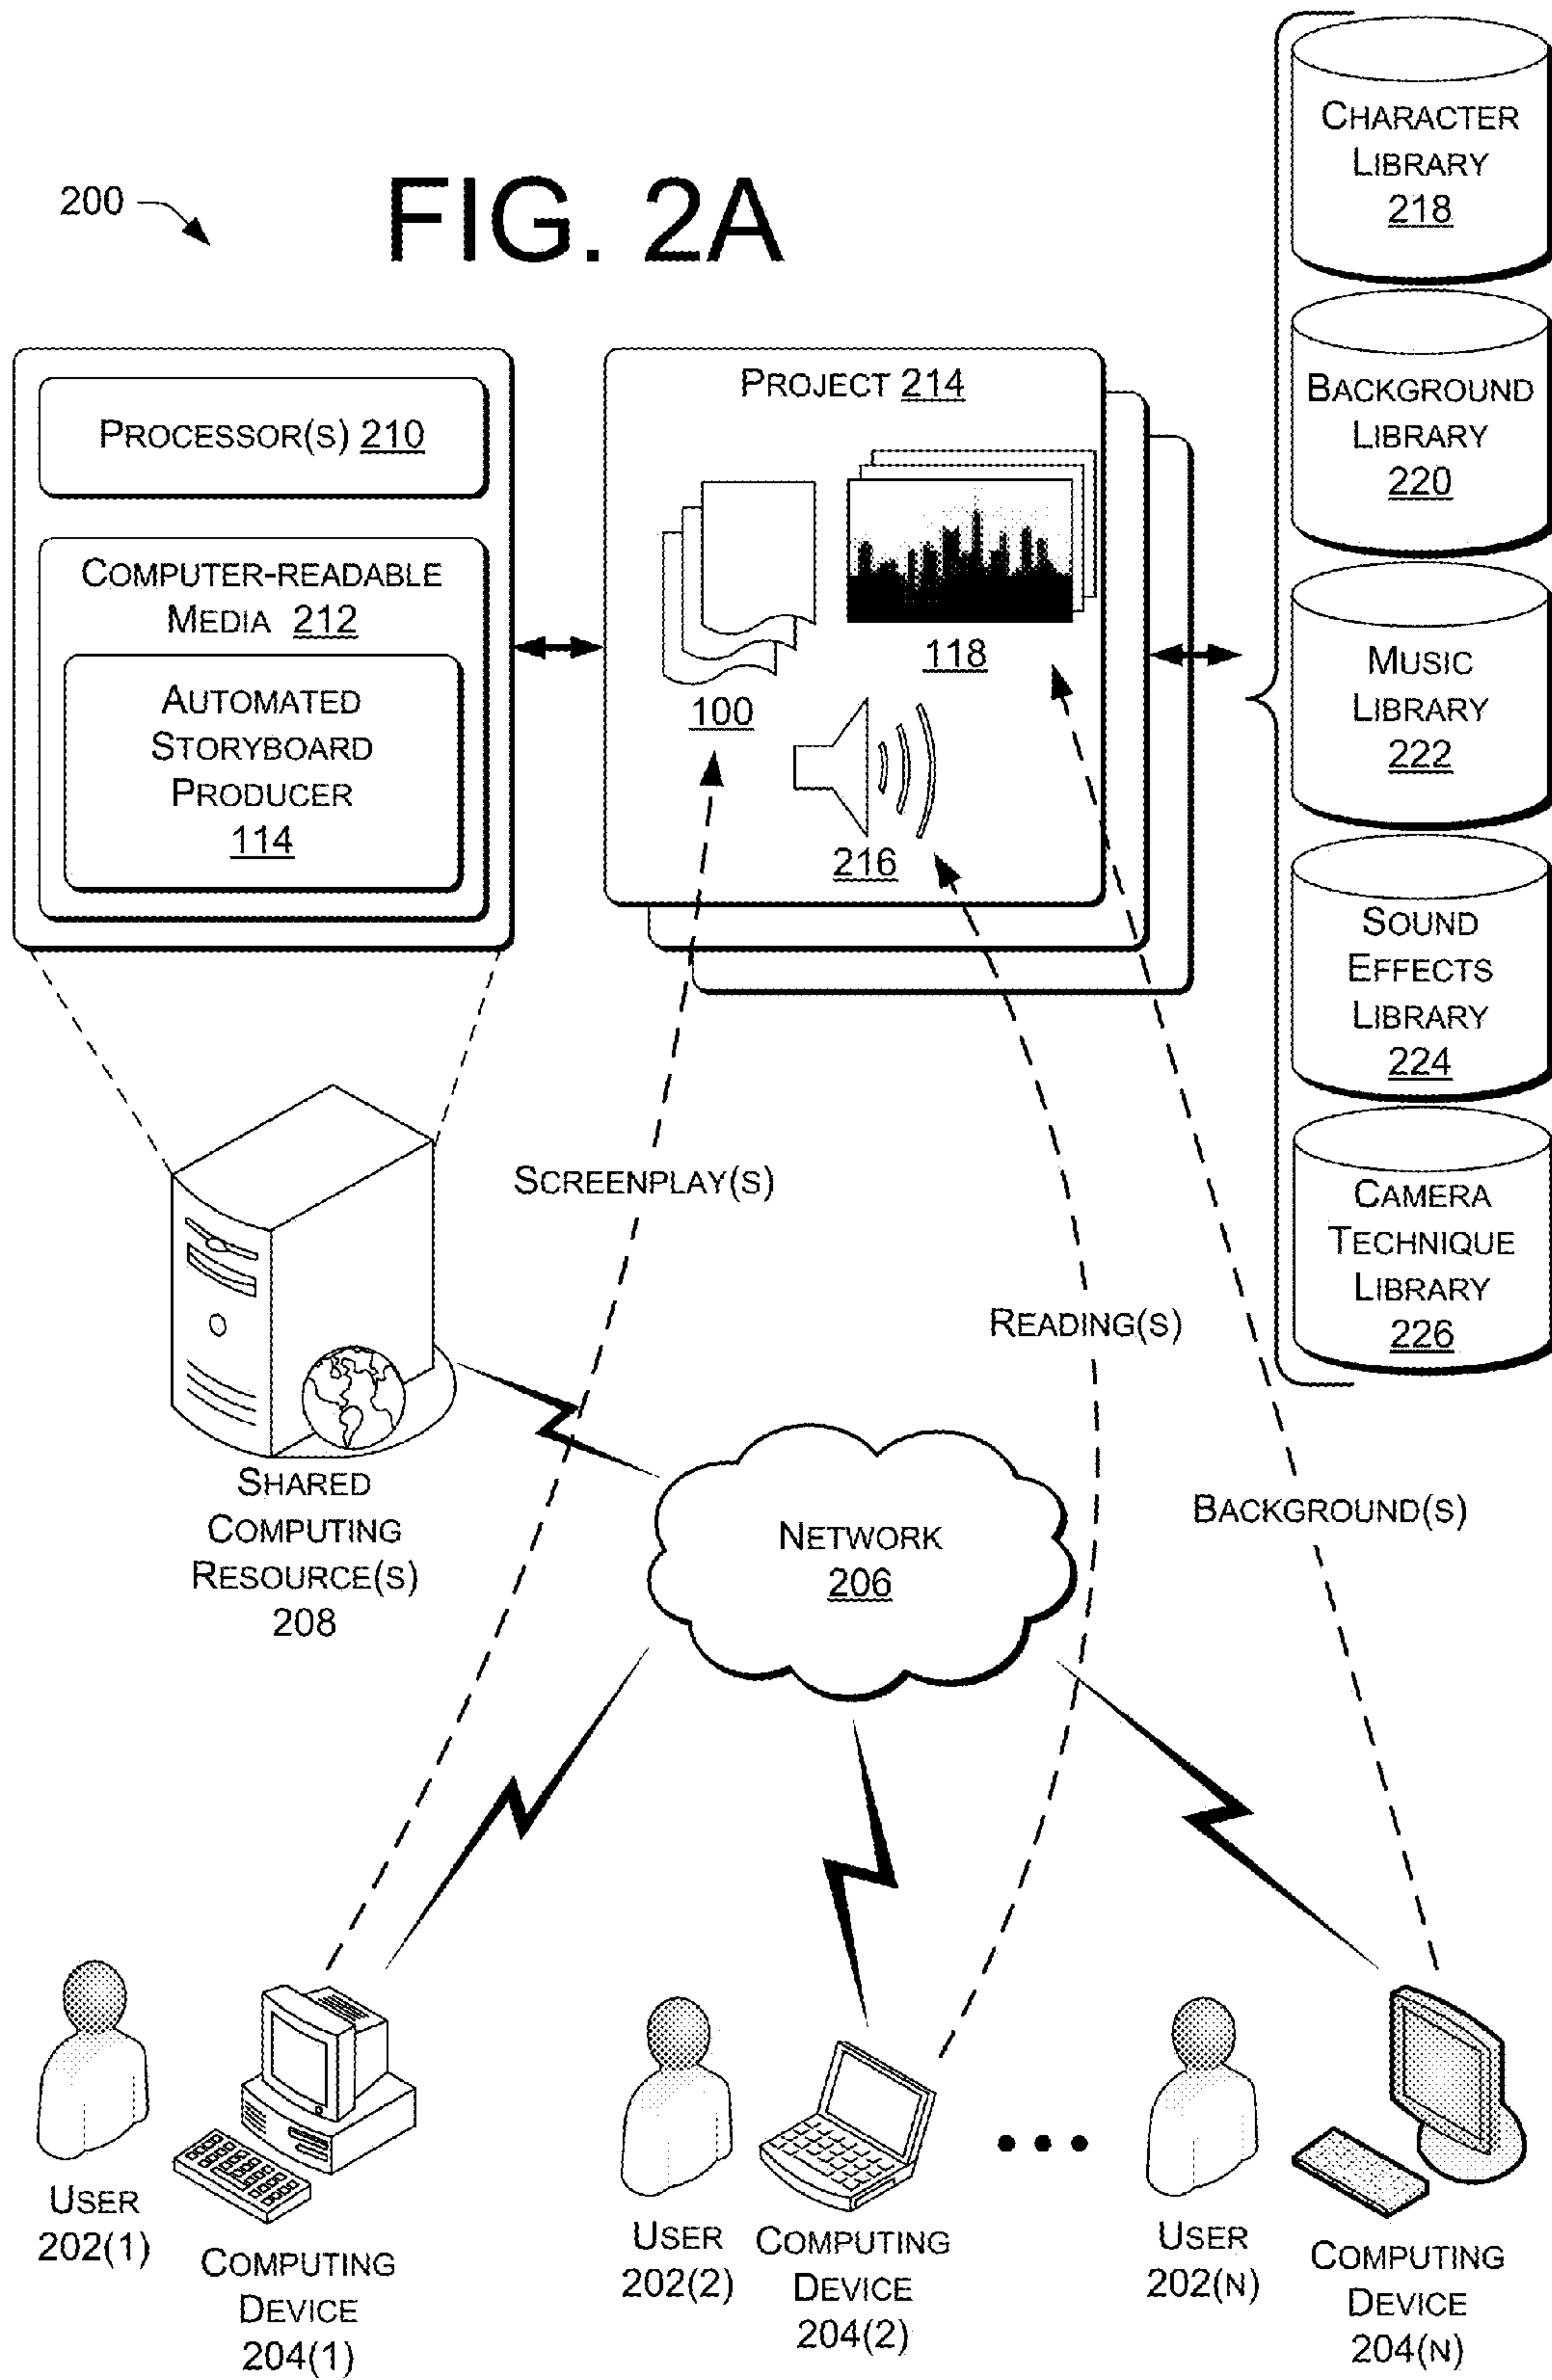 200
FIG. 2A
PROCESSOR(S) 210
COMPUTER-READABLE
MEDIA 212
AUTOMATED
STORYBOARD
PRODUCER
114
PROJECT 214
100
118
216
CHARACTER
LIBRARY
218
BACKGROUND
LIBRARY
220
MUSIC
LIBRARY
222
SOUND
EFFECTS
LIBRARY
224
CAMERA
TECHNIQUE
LIBRARY
226
SCREENPLAY(S)
READING(S)
BACKGROUND(S)
SHARED
COMPUTING
RESOURCE(S)
208
NETWORK
206
USER
202(1)
COMPUTING
DEVICE
204(1)
USER
202(2)
COMPUTING
DEVICE
204(2)
USER
202(N)
COMPUTING
DEVICE
204(N)